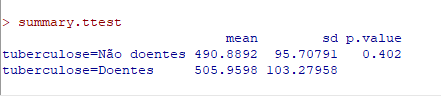 > summary.ttest
mean sd p.value
tuberculose=Não doentes 490.8892 95.70791 0.402
tuberculose=Doentes 505.9598 103.27958